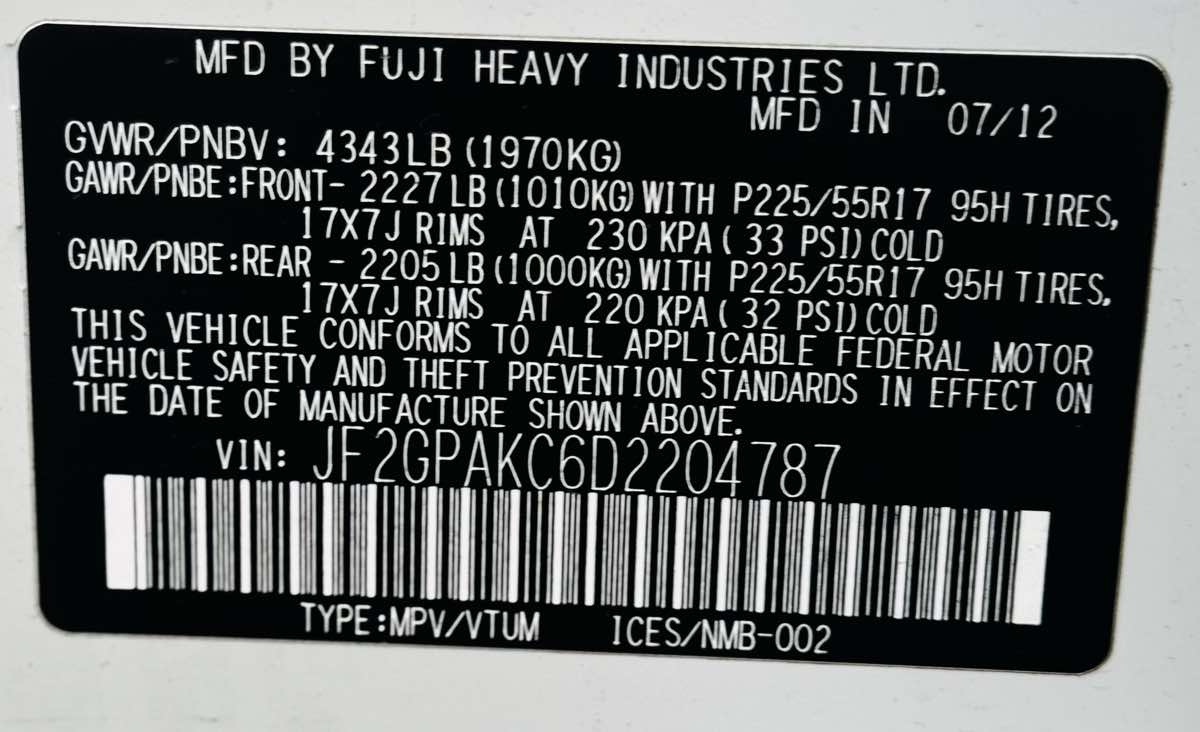 MFD BY FUJI HEAVY INDUSTRIES LTD.
MFD IN 07/12
GVWR/PNBV: 4343LB(1970KG)
GAWR/PNBE:FRONT- 2227LB(1010KG)WITH P225/55R17 95H TIRES,
17X7J RIMS AT 230 KPA( 33 PSI)COLD
GAWR/PNBE:REAR - 2205LB(1000KG)WITH P225/55R17 95H TIRES,
17X7J RIMS AT 220 KPA( 32 PSI)COLD
THIS VEHICLE CONFORMS TO ALL APPLICABLE FEDERAL MOTOR
VEHICLE SAFETY AND THEFT PREVENTION STANDARDS IN EFFECT ON
THE DATE OF MANUFACTURE SHOWN ABOVE.
VIN: JF2GPAKC6D2204787
TYPE:MPV/VTUM ICES/NMB-002